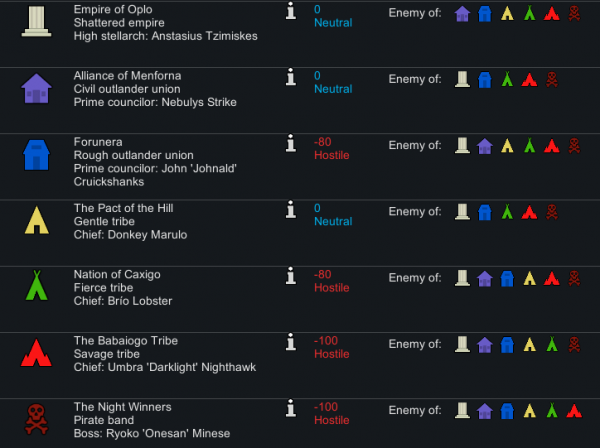 Empire of Oplo
Shattered empire
High stellarch: Anstasius Tzimiskes
0
Neutral
Enemy of:
Alliance of Menforna
Civil outlander union
Prime councilor: Nebulys Strike
0
Neutral
Enemy of:
Forunera
Rough outlander union
Prime councilor: John 'Johnald'
Cruickshanks
-80
Hostile
Enemy of:
The Pact of the Hill
Gentle tribe
Chief: Donkey Marulo
0
Neutral
Enemy of:
Nation of Caxigo
Fierce tribe
Chief: Brío Lobster
-80
Hostile
Enemy of:
The Babaiogo Tribe
Savage tribe
Chief: Umbra 'Darklight' Nighthawk
-100
Hostile
Enemy of:
The Night Winners
Pirate band
Boss: Ryoko 'Onesan' Minese
-100
Hostile
Enemy of: